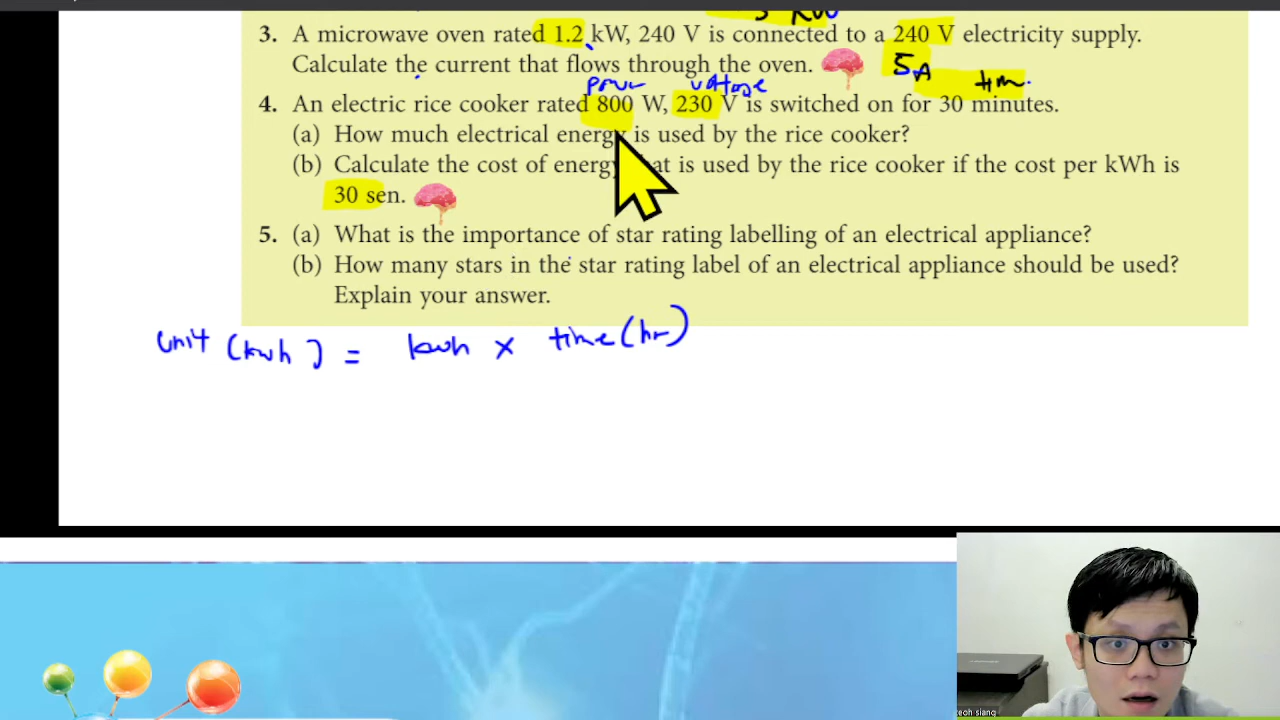 3. A microwave oven rated 1.2 kW, 240 V is connected to a 240 V electricity supply.
Calculate the current that flows through the oven. 5A
power voltage time
4. An electric rice cooker rated 800 W, 230 V is switched on for 30 minutes.
(a) How much electrical energy is used by the rice cooker?
(b) Calculate the cost of energy that is used by the rice cooker if the cost per kWh is
30 sen.
5. (a) What is the importance of star rating labelling of an electrical appliance?
(b) How many stars in the star rating label of an electrical appliance should be used?
Explain your answer.
unit (kwh) = kwh × time (hr)
teoh siang